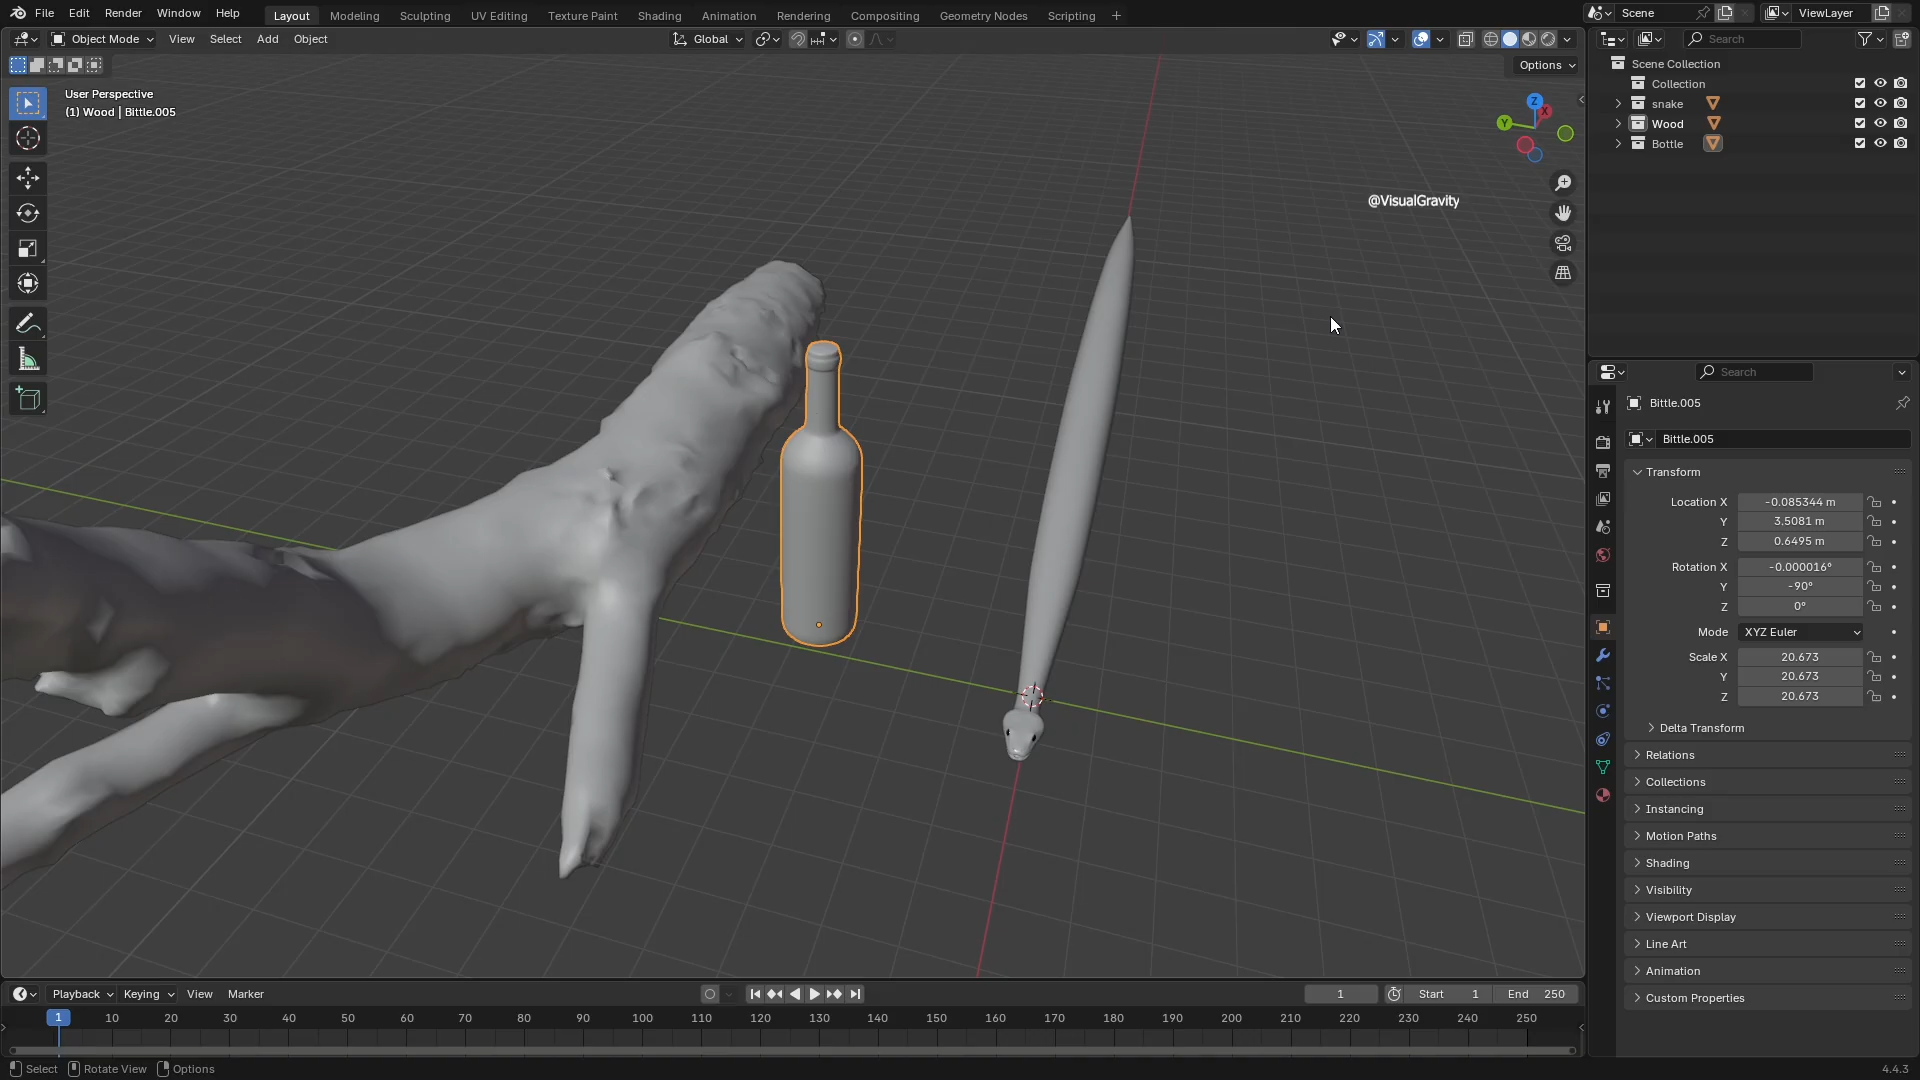 File Edit Render Window Help Layout Modeling Sculpting UV Editing Texture Paint Shading Animation Rendering Compositing Geometry Nodes Scripting + Scene ViewLayer
Object Mode View Select Add Object Global Search
Options
User Perspective
(1) Wood | Bittle.005
Scene Collection
Collection
snake
Wood
Bottle
Z
X
Y
@VisualGravity
Search
Bittle.005
Bittle.005
Transform
Location X -0.085344 m
Y 3.5081 m
Z 0.6495 m
Rotation X -0.000016°
Y -90°
Z 0°
Mode XYZ Euler
Scale X 20.673
Y 20.673
Z 20.673
Delta Transform
Relations
Collections
Instancing
Motion Paths
Shading
Visibility
Viewport Display
Line Art
Animation
Custom Properties
Playback Keying View Marker 1 Start 1 End 250
1 10 20 30 40 50 60 70 80 90 100 110 120 130 140 150 160 170 180 190 200 210 220 230 240 250
Select Rotate View Options 4.4.3